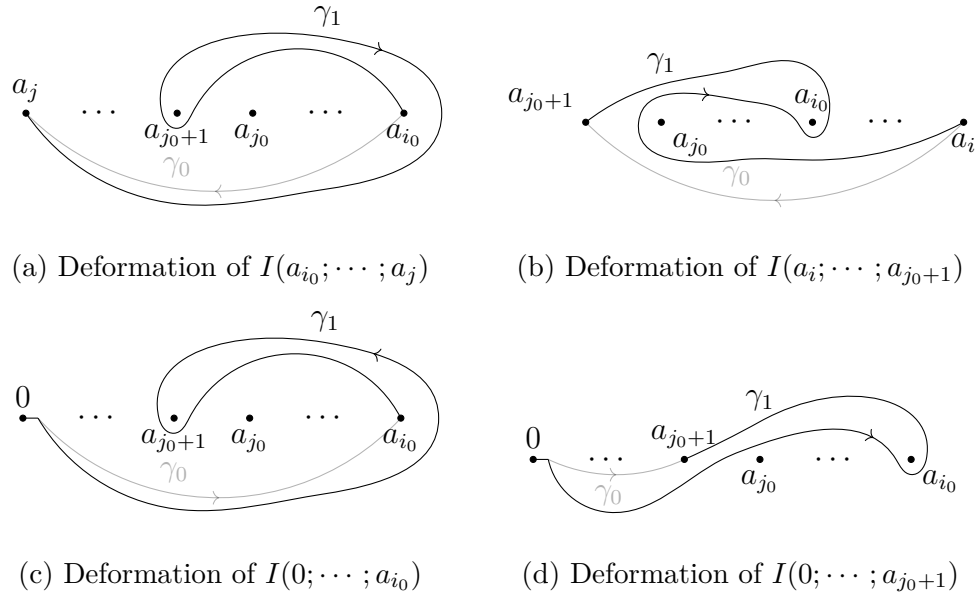 γ₁
a_j ⋯ a_{j₀+1} a_{j₀} ⋯ a_{i₀}
γ₀
(a) Deformation of I(a_{i₀}; ⋯ ; a_j)
γ₁
a_{j₀+1} a_{j₀} ⋯ a_{i₀} ⋯ a_i
γ₀
(b) Deformation of I(a_i; ⋯ ; a_{j₀+1})
γ₁
0 ⋯ a_{j₀+1} a_{j₀} ⋯ a_{i₀}
γ₀
(c) Deformation of I(0; ⋯ ; a_{i₀})
γ₁
0 ⋯ a_{j₀+1} a_{j₀} ⋯ a_{i₀}
γ₀
(d) Deformation of I(0; ⋯ ; a_{j₀+1})